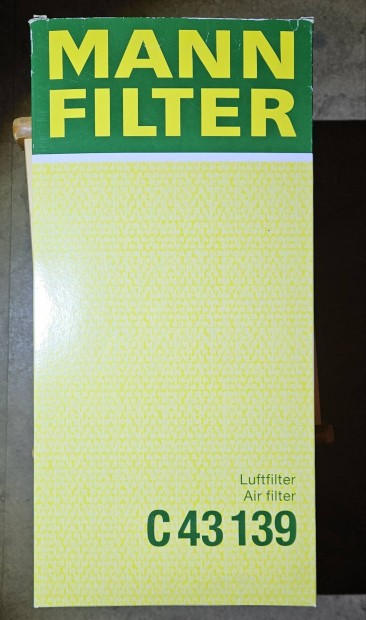 MANN
FILTER
Luftfilter
Air filter
C 43 139